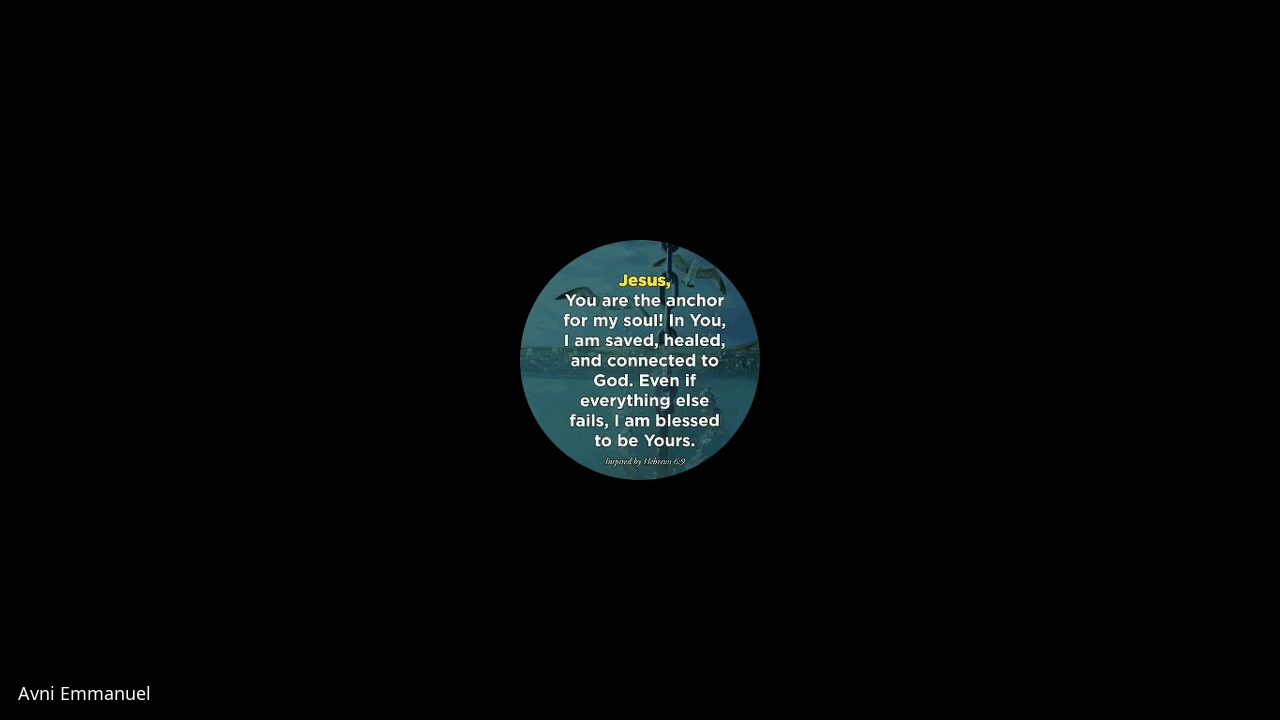 Jesus,
You are the anchor
for my soul! In You,
I am saved, healed,
and connected to
God. Even if
everything else
fails, I am blessed
to be Yours.
Inspired by Hebrews 6:9
Avni Emmanuel